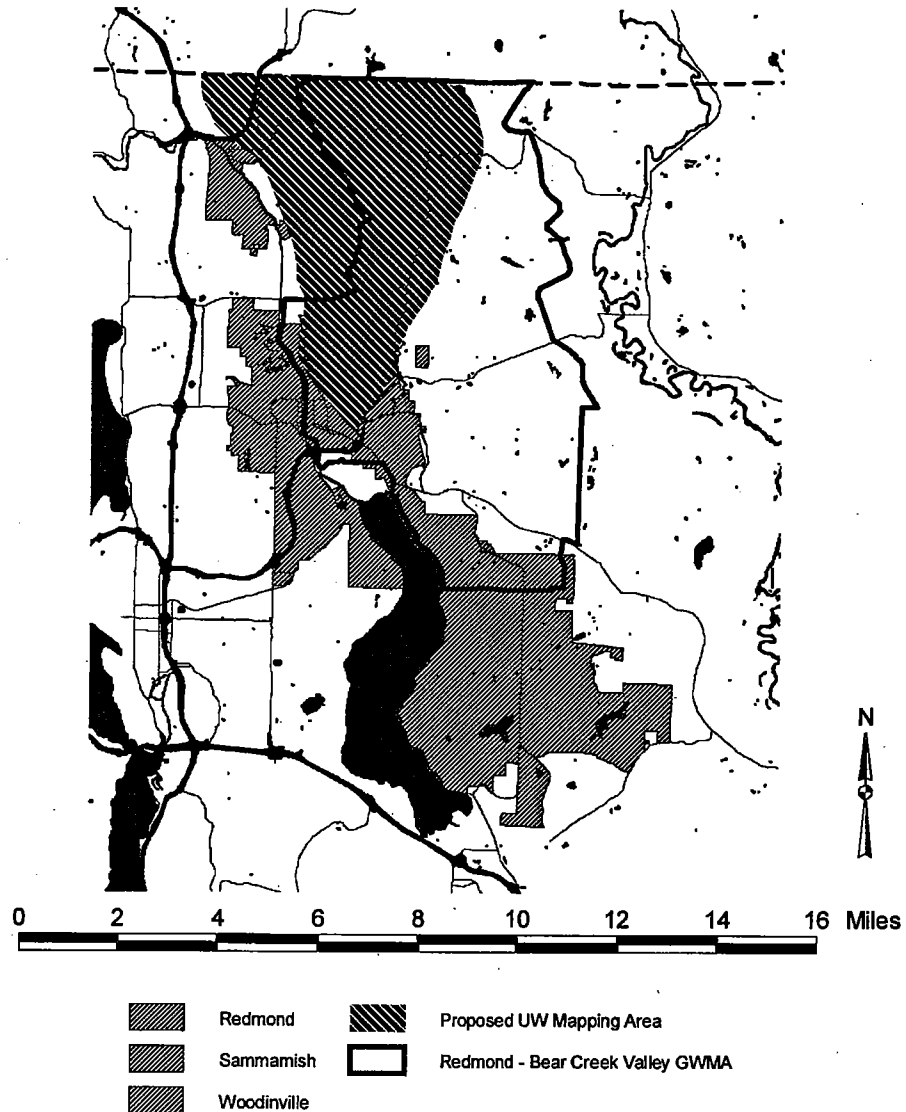 N
0 2 4 6 8 10 12 14 16 Miles
Redmond
Proposed UW Mapping Area
Sammamish
Redmond - Bear Creek Valley GWMA
Woodinville